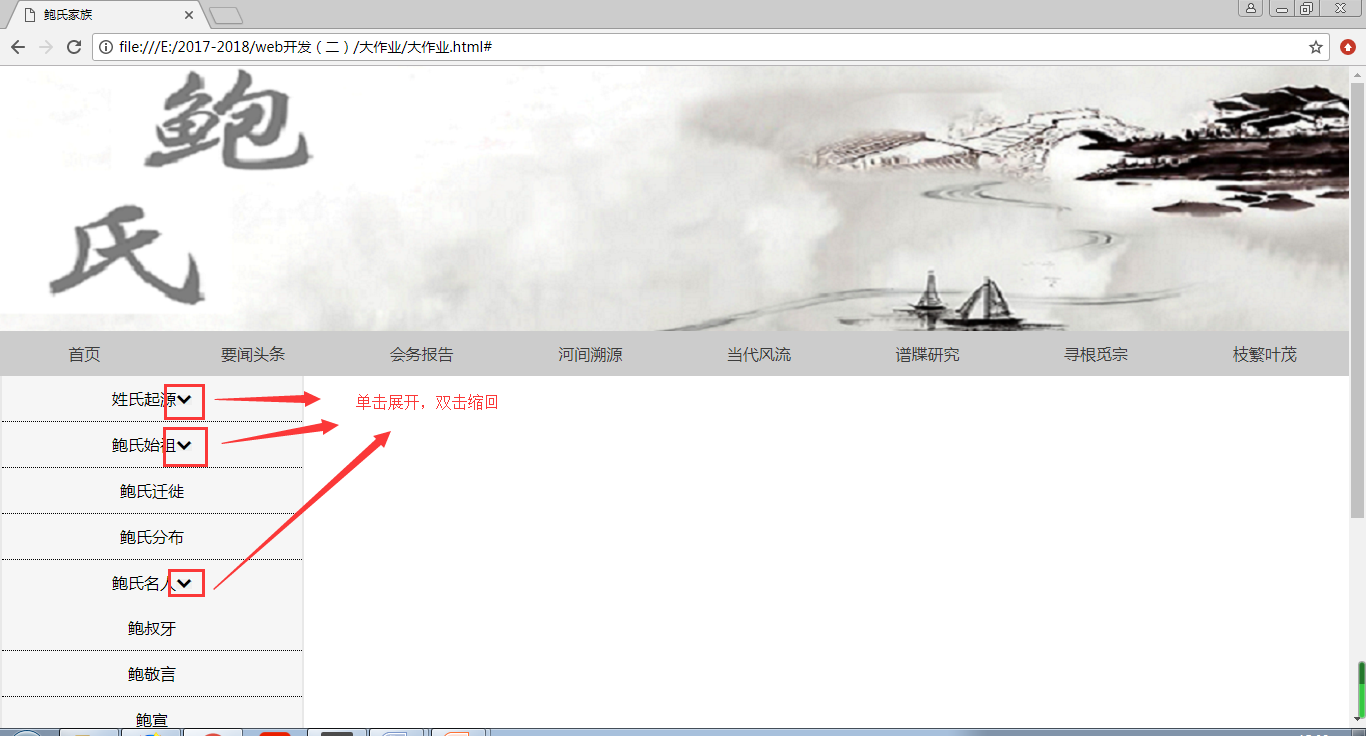 鲍氏家族
file:///E:/2017-2018/web开发（二）/大作业/大作业.html#
鲍
氏
首页 要闻头条 会务报告 河间溯源 当代风流 谱牒研究 寻根觅宗 枝繁叶茂
姓氏起源
单击展开，双击缩回
鲍氏始祖
鲍氏迁徙
鲍氏分布
鲍氏名人
鲍叔牙
鲍敬言
鲍宣